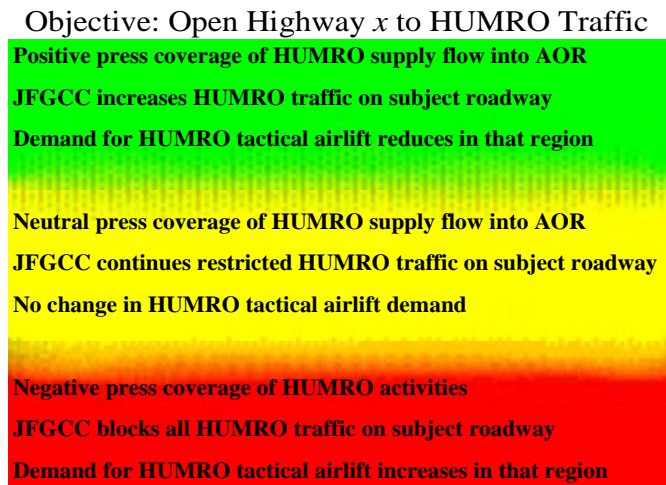 Objective: Open Highway x to HUMRO Traffic
Positive press coverage of HUMRO supply flow into AOR
JFGCC increases HUMRO traffic on subject roadway
Demand for HUMRO tactical airlift reduces in that region
Neutral press coverage of HUMRO supply flow into AOR
JFGCC continues restricted HUMRO traffic on subject roadway
No change in HUMRO tactical airlift demand
Negative press coverage of HUMRO activities
JFGCC blocks all HUMRO traffic on subject roadway
Demand for HUMRO tactical airlift increases in that region